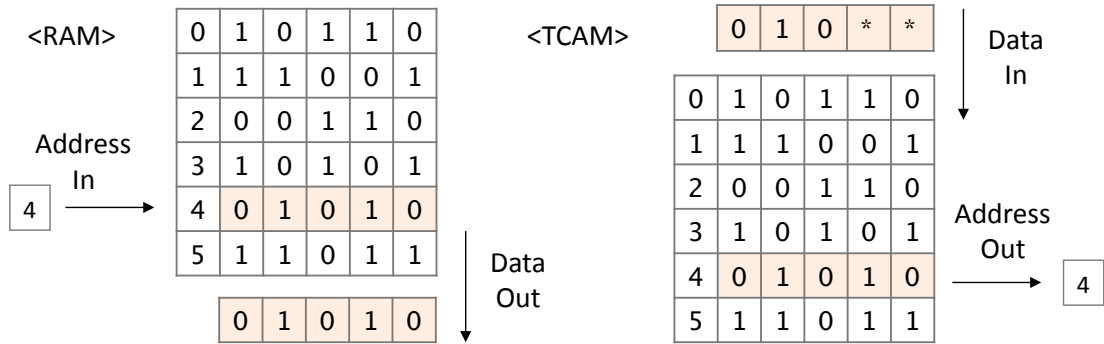 <RAM>
0 1 0 1 1 0
1 1 1 0 0 1
2 0 0 1 1 0
3 1 0 1 0 1
4 0 1 0 1 0
5 1 1 0 1 1
Address
In
4
Data
Out
0 1 0 1 0
<TCAM>
0 1 0 * *
Data
In
0 1 0 1 1 0
1 1 1 0 0 1
2 0 0 1 1 0
3 1 0 1 0 1
4 0 1 0 1 0
5 1 1 0 1 1
Address
Out
4